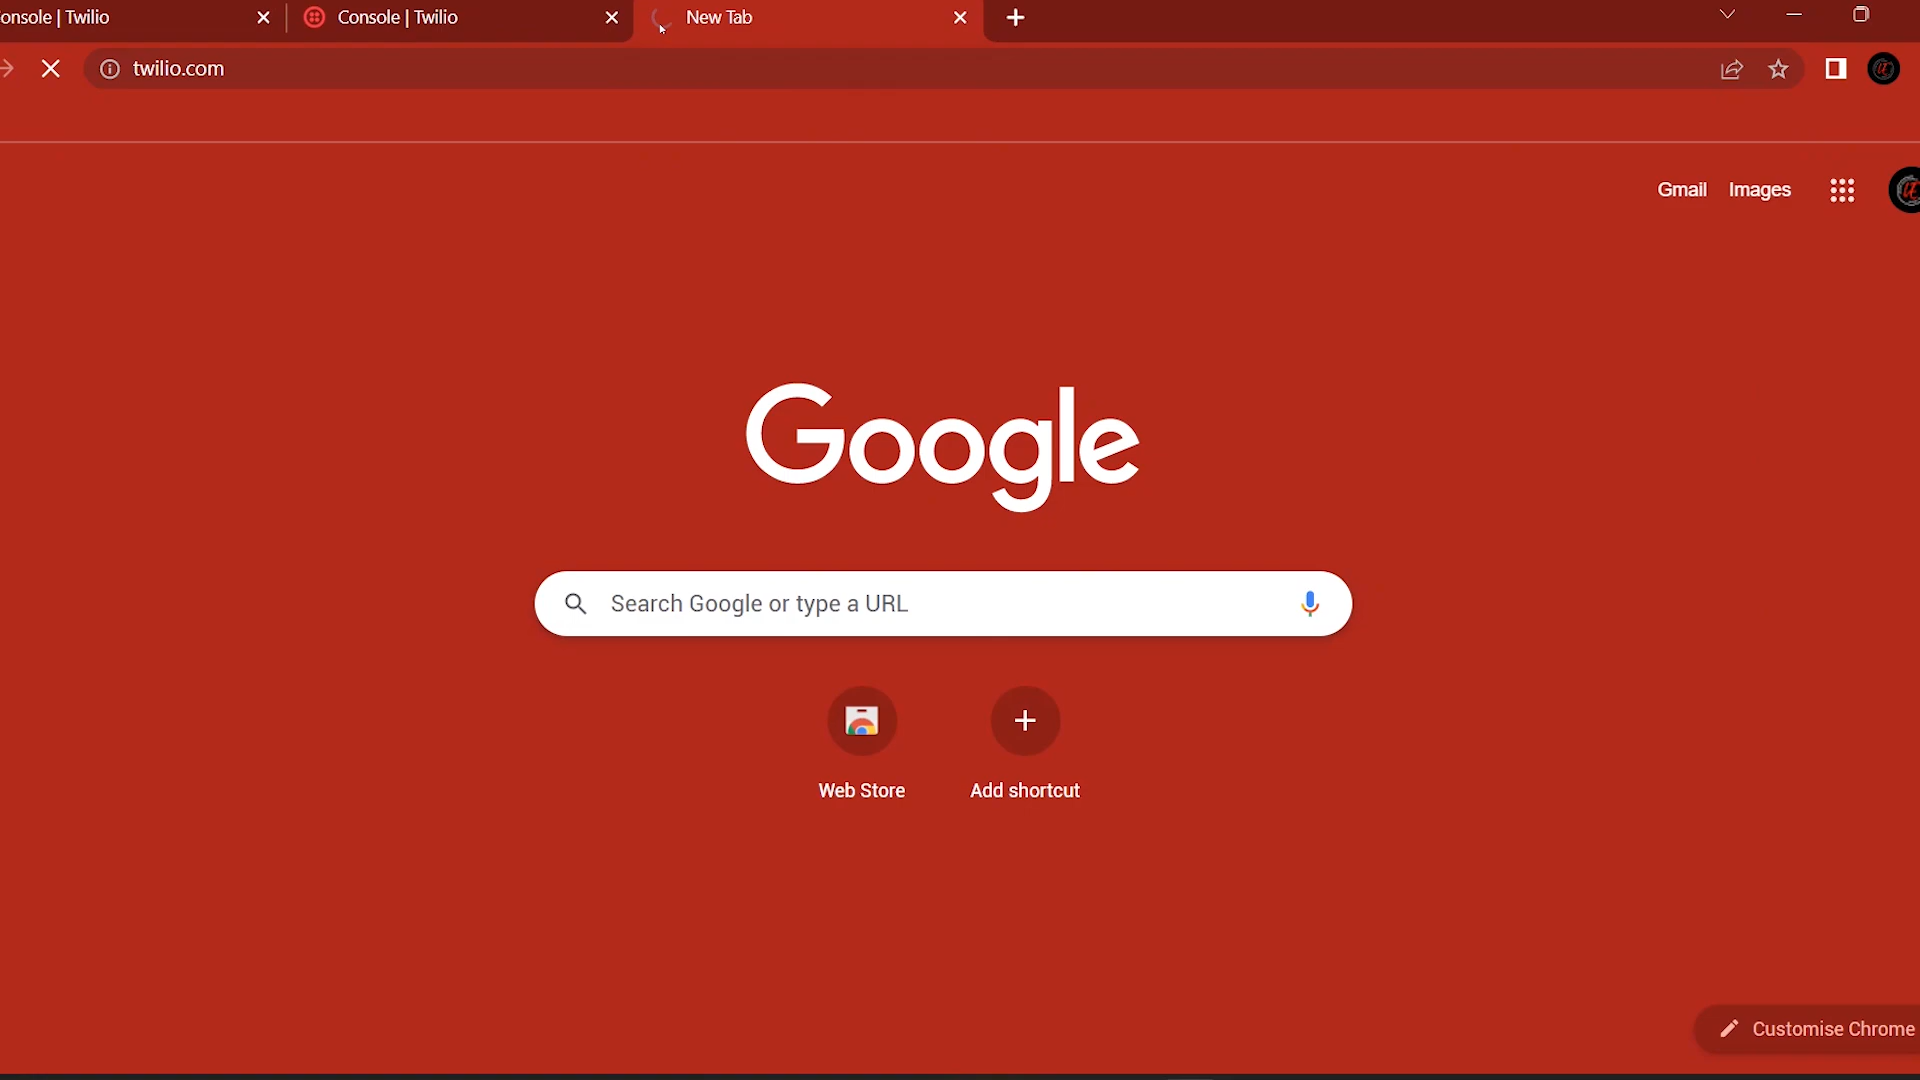 onsole | Twilio
Console | Twilio
New Tab
twilio.com
Gmail
Images
Google
Search Google or type a URL
Web Store
Add shortcut
Customise Chrome